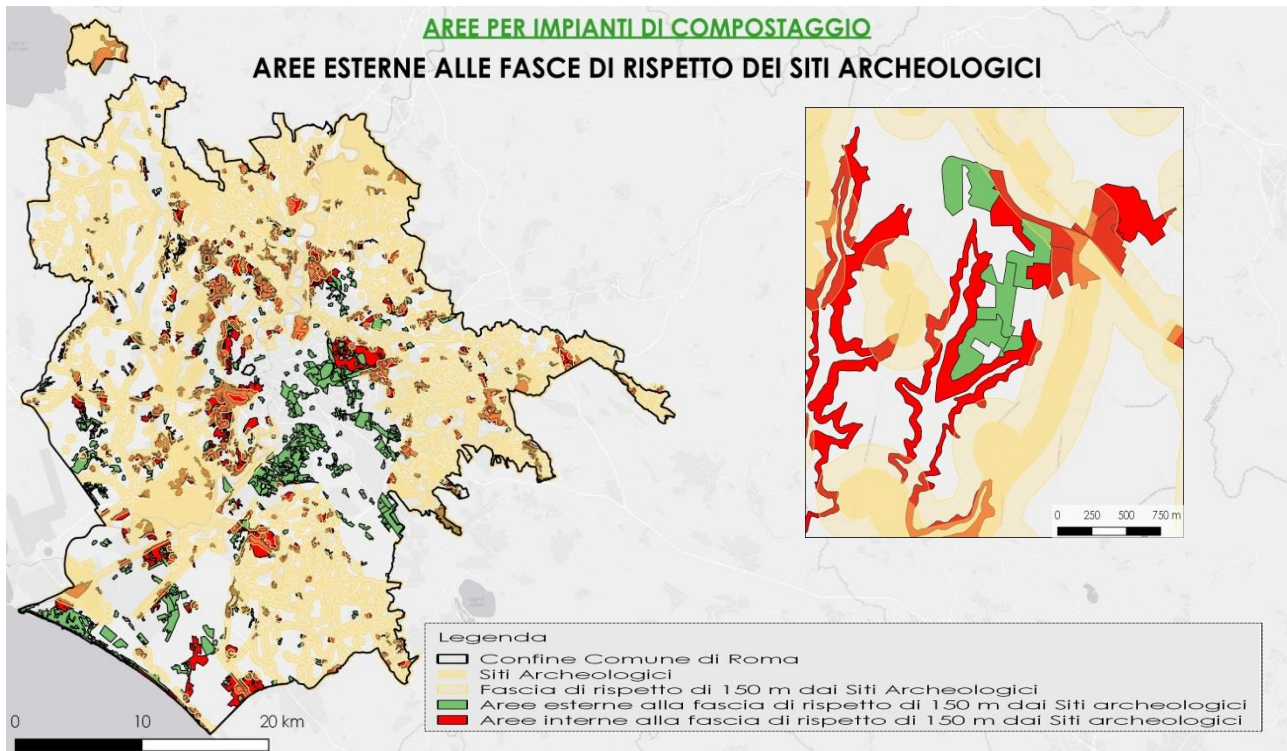 AREE PER IMPIANTI DI COMPOSTAGGIO
AREE ESTERNE ALLE FASCE DI RISPETTO DEI SITI ARCHEOLOGICI
0 250 500 750 m
Legenda
Confine Comune di Roma
Siti Archeologici
Fascia di rispetto di 150 m dai Siti Archeologici
Aree esterne alla fascia di rispetto di 150 m dai Siti archeologici
Aree interne alla fascia di rispetto di 150 m dai Siti archeologici
0 10 20 km